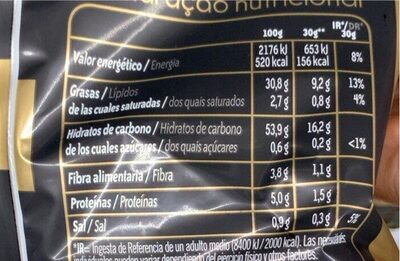 nutricional
100g 30g** IR*/DR* 30g
Valor energético / Energia 2176 kJ 520 kcal 653 kJ 156 kcal 8%
Grasas / Lípidos 30,8 g 9,2 g 13%
de las cuales saturadas / dos quais saturados 2,7 g 0,8 g 4%
Hidratos de carbono / Hidratos de carbono 53,9 g 16,2 g
de los cuales azúcares / dos quais açúcares 0,6 g 0,2 g <1%
Fibra alimentaria / Fibra 3,8 g 1,1 g
Proteínas / Proteínas 5,0 g 1,5 g
Sal / Sal 0,9 g 0,3 g 5%
*IR= Ingesta de Referencia de un adulto medio (8400 kJ / 2000 kcal). Las
individuales pueden variar dependiendo del ejercicio físico y otros factores.